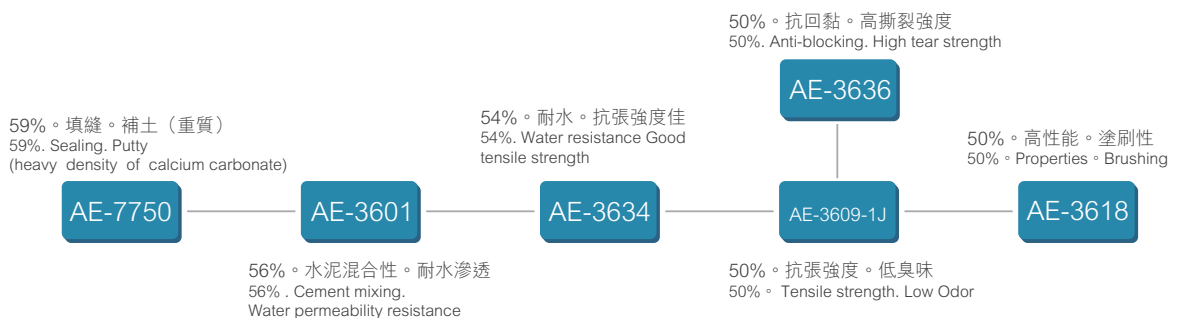 50%。抗回黏。高撕裂強度
50%. Anti-blocking. High tear strength
AE-3636
59%。填縫。補土（重質）
59%. Sealing. Putty
(heavy density of calcium carbonate)
AE-7750
AE-3601
56%。水泥混合性。耐水滲透
56% . Cement mixing.
Water permeability resistance
54%。耐水。抗張強度佳
54%. Water resistance Good
tensile strength
AE-3634
AE-3609-1J
50%。抗張強度。低臭味
50%。 Tensile strength. Low Odor
50%。高性能。塗刷性
50%。Properties。Brushing
AE-3618